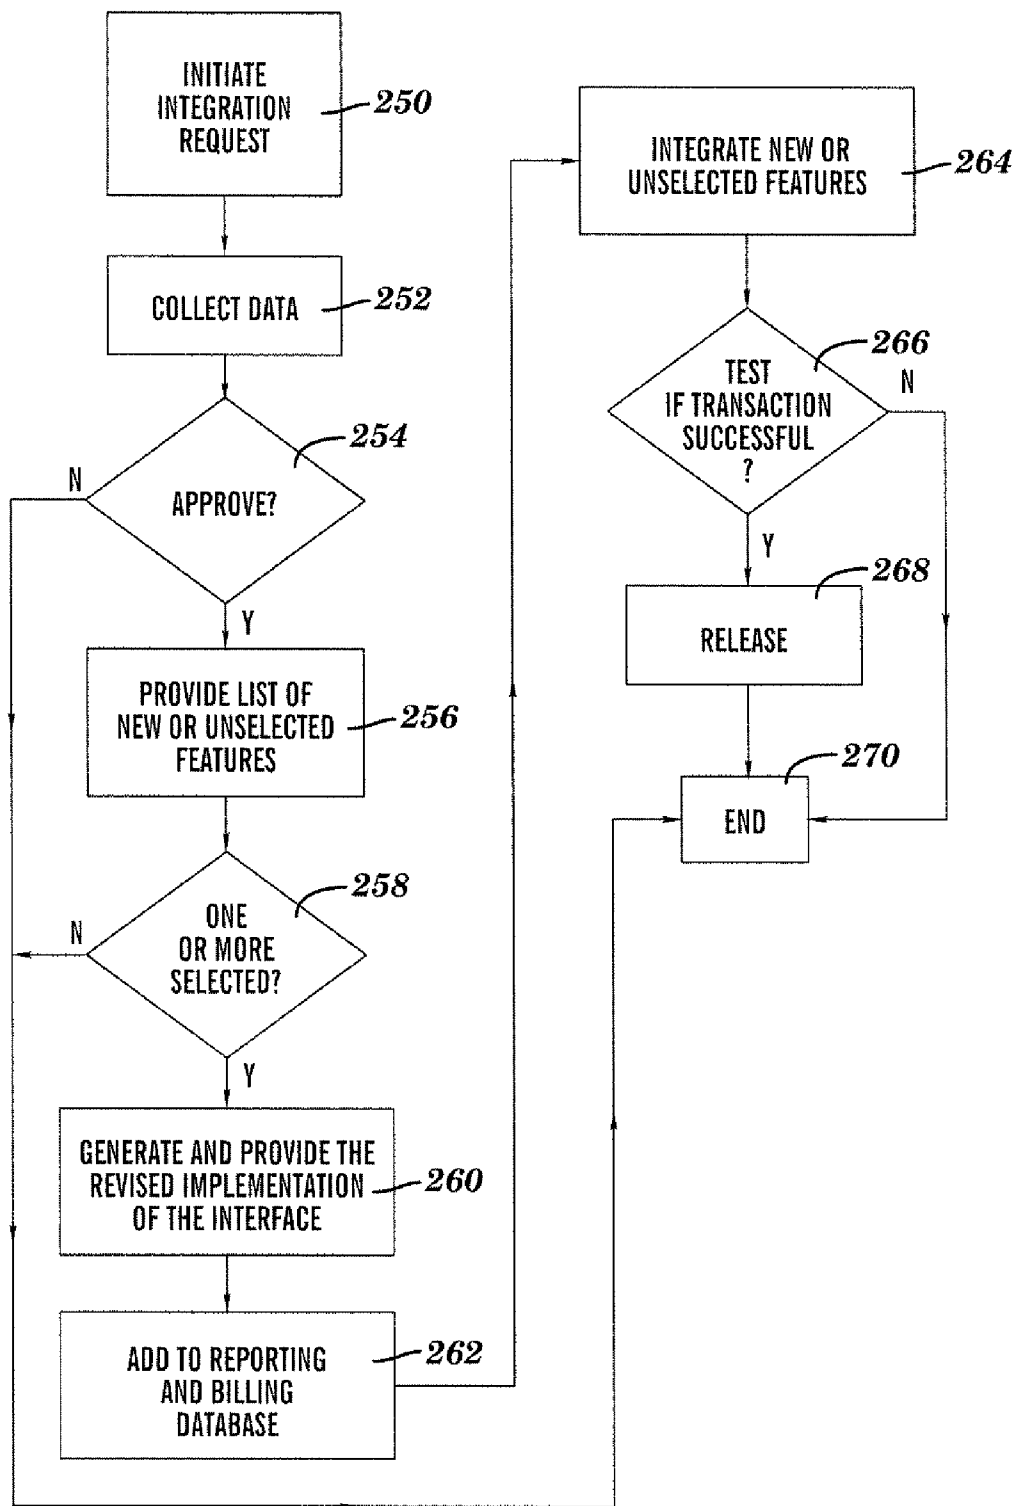 INITIATE
INTEGRATION
REQUEST
250
COLLECT DATA
252
APPROVE?
254
N
Y
PROVIDE LIST OF
NEW OR UNSELECTED
FEATURES
256
ONE
OR MORE
SELECTED?
258
N
Y
GENERATE AND PROVIDE THE
REVISED IMPLEMENTATION
OF THE INTERFACE
260
ADD TO REPORTING
AND BILLING
DATABASE
262
INTEGRATE NEW OR
UNSELECTED FEATURES
264
TEST
IF TRANSACTION
SUCCESSFUL
?
266
N
Y
RELEASE
268
END
270